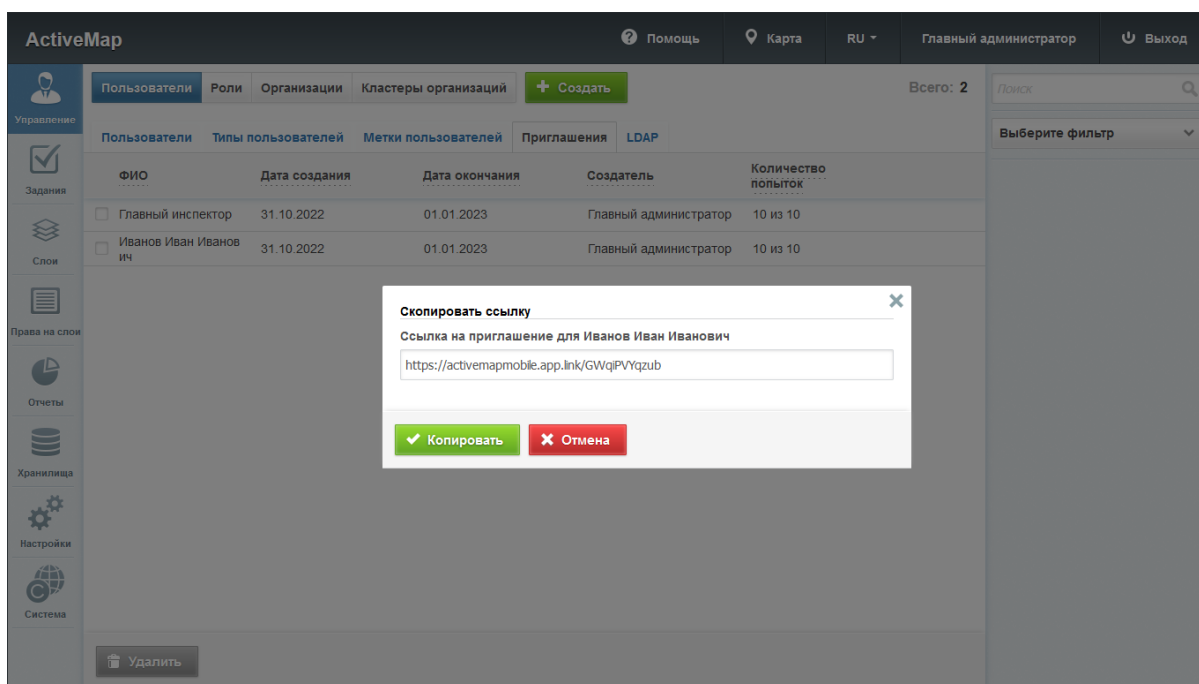 ActiveMap
Помощь
Карта
RU
Главный администратор
Выход
Управление
Задания
Слои
Права на слои
Отчеты
Хранилища
Настройки
Система
Пользователи Роли Организации Кластеры организаций
Создать
Всего: 2
Поиск
Выберите фильтр
Пользователи Типы пользователей Метки пользователей Приглашения LDAP
ФИО Дата создания Дата окончания Создатель Количество
попыток
Главный инспектор 31.10.2022 01.01.2023 Главный администратор 10 из 10
Иванов Иван Иванов
ич 31.10.2022 01.01.2023 Главный администратор 10 из 10
Скопировать ссылку
Ссылка на приглашение для Иванов Иван Иванович
https://activemapmobile.app.link/GWqiPVYqzub
Копировать
Отмена
Удалить